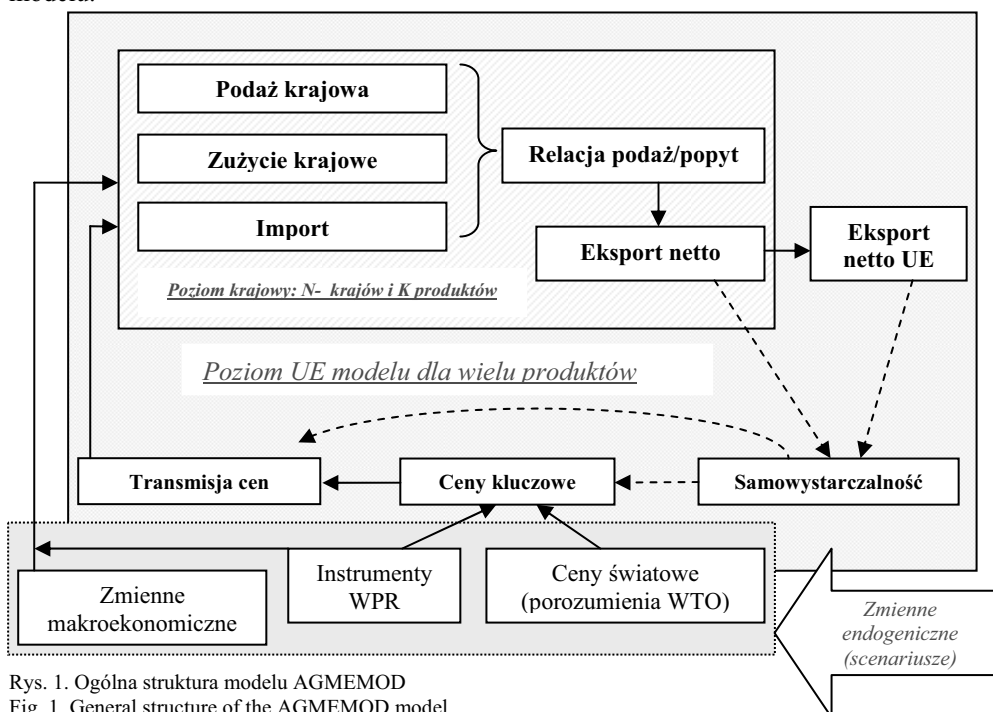 modelu.
Podaż krajowa
Zużycie krajowe
Import
Relacja podaż/popyt
Eksport netto
Eksport
netto UE
Poziom krajowy: N- krajów i K produktów
Poziom UE modelu dla wielu produktów
Transmisja cen
Ceny kluczowe
Samowystarczalność
Zmienne
makroekonomiczne
Instrumenty
WPR
Ceny światowe
(porozumienia WTO)
Zmienne
endogeniczne
(scenariusze)
Rys. 1. Ogólna struktura modelu AGMEMOD
Fig. 1. General structure of the AGMEMOD model